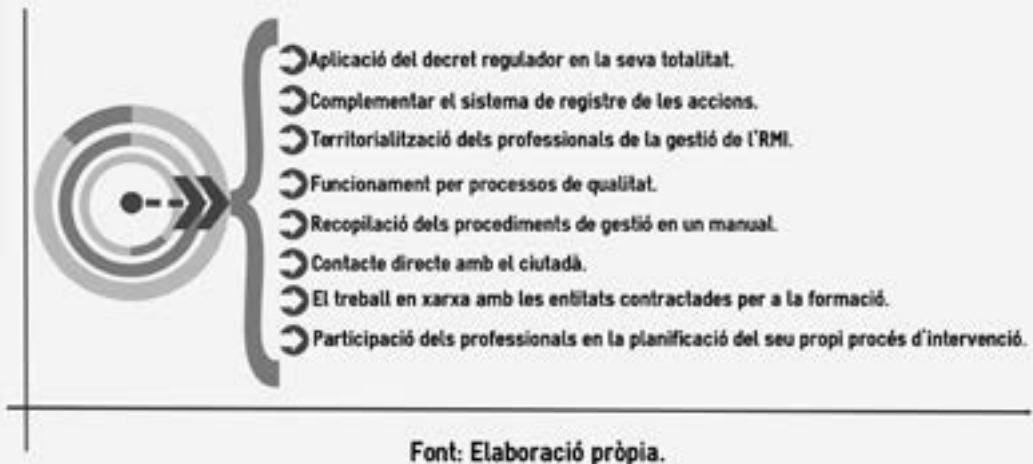 Aplicació del decret regulador en la seva totalitat.
Complementar el sistema de registre de les accions.
Territorialització dels professionals de la gestió de l'RMI.
Funcionament per processos de qualitat.
Recopilació dels procediments de gestió en un manual.
Contacte directe amb el ciutadà.
El treball en xarxa amb les entitats contractades per a la formació.
Participació dels professionals en la planificació del seu propi procés d'intervenció.
Font: Elaboració pròpia.